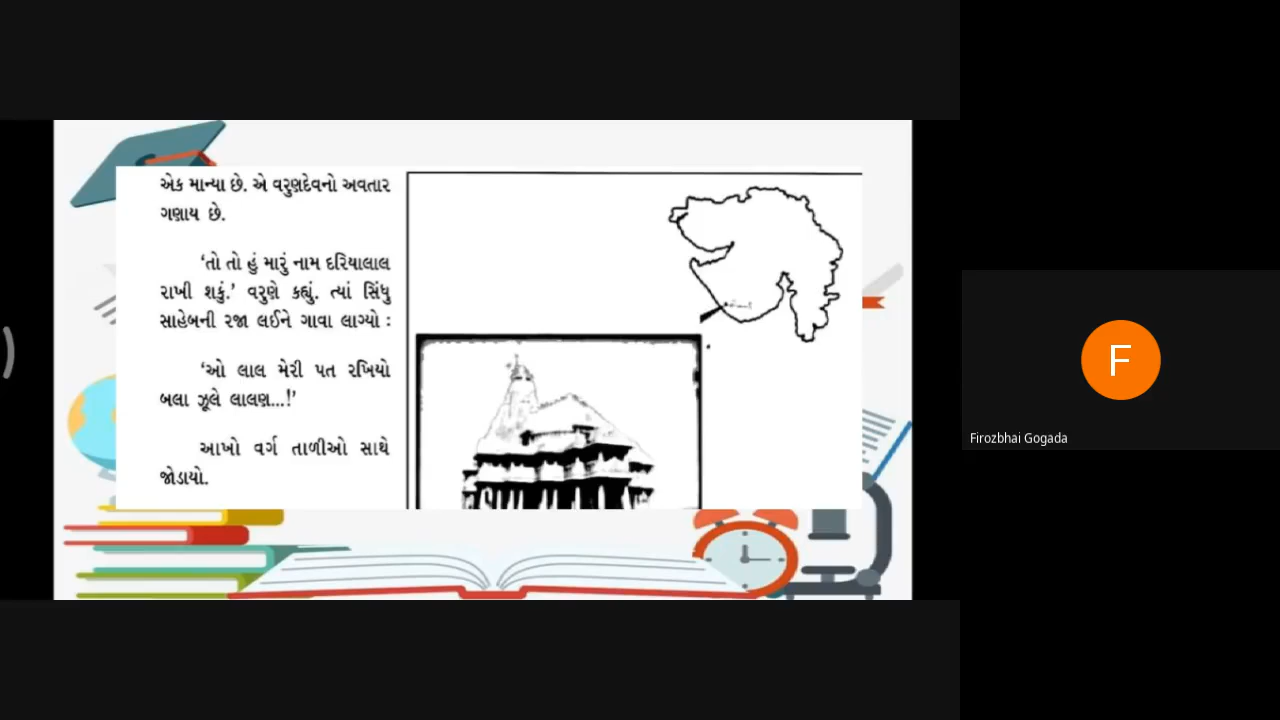 એક માન્યા છે. એ વરુણદેવનો અવતાર
ગણાય છે.
‘તો તો હું મારું નામ દરિયાલાલ
રાખી શકું.’ વરુણે કહ્યું. ત્યાં સિંધુ
સાહેબની રજા લઈને ગાવા લાગ્યો :
‘ઓ લાલ મેરી પત રખિયો
બલા ઝૂલે લાલણ...!’
આખો વર્ગ તાળીઓ સાથે
જોડાયો.
F
Firozbhai Gogada